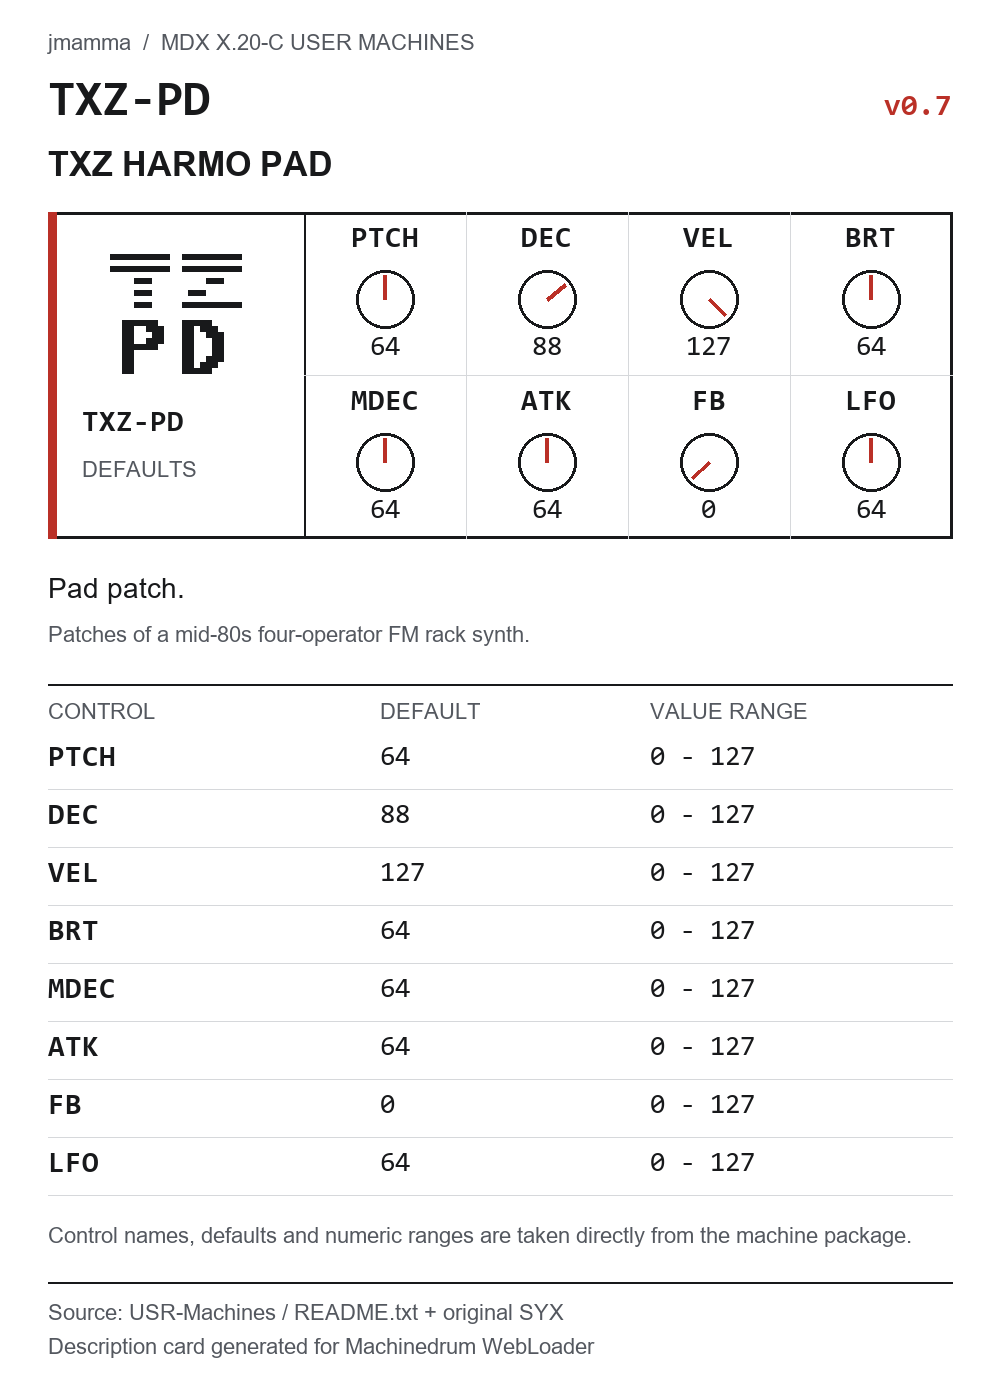 jmamma / MDX X.20-C USER MACHINES
TXZ-PD
v0.7
TXZ HARMO PAD
TZ
PD
TXZ-PD
DEFAULTS
PTCH DEC VEL BRT
64 88 127 64
MDEC ATK FB LFO
64 64 0 64
Pad patch.
Patches of a mid-80s four-operator FM rack synth.
CONTROL DEFAULT VALUE RANGE
PTCH 64 0 - 127
DEC 88 0 - 127
VEL 127 0 - 127
BRT 64 0 - 127
MDEC 64 0 - 127
ATK 64 0 - 127
FB 0 0 - 127
LFO 64 0 - 127
Control names, defaults and numeric ranges are taken directly from the machine package.
Source: USR-Machines / README.txt + original SYX
Description card generated for Machinedrum WebLoader